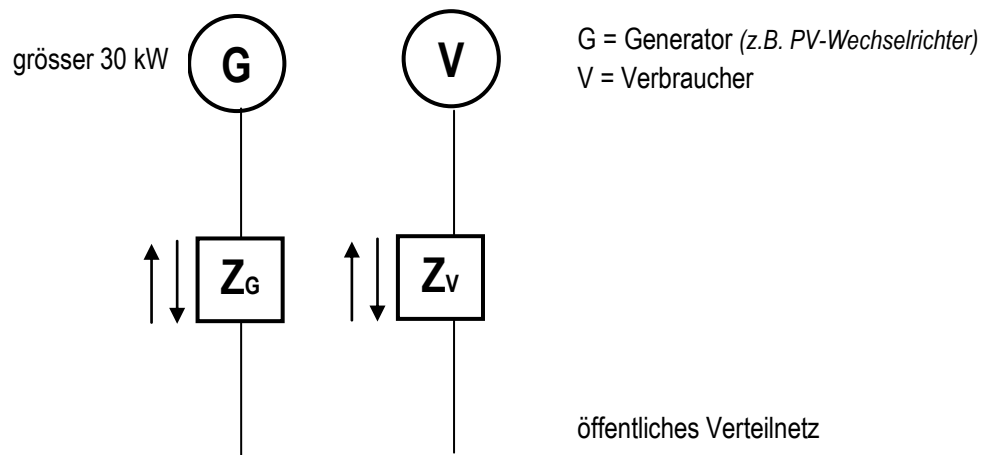 grösser 30 kW
G
V
G = Generator (z.B. PV-Wechselrichter)
V = Verbraucher
ZG
ZV
öffentliches Verteilnetz